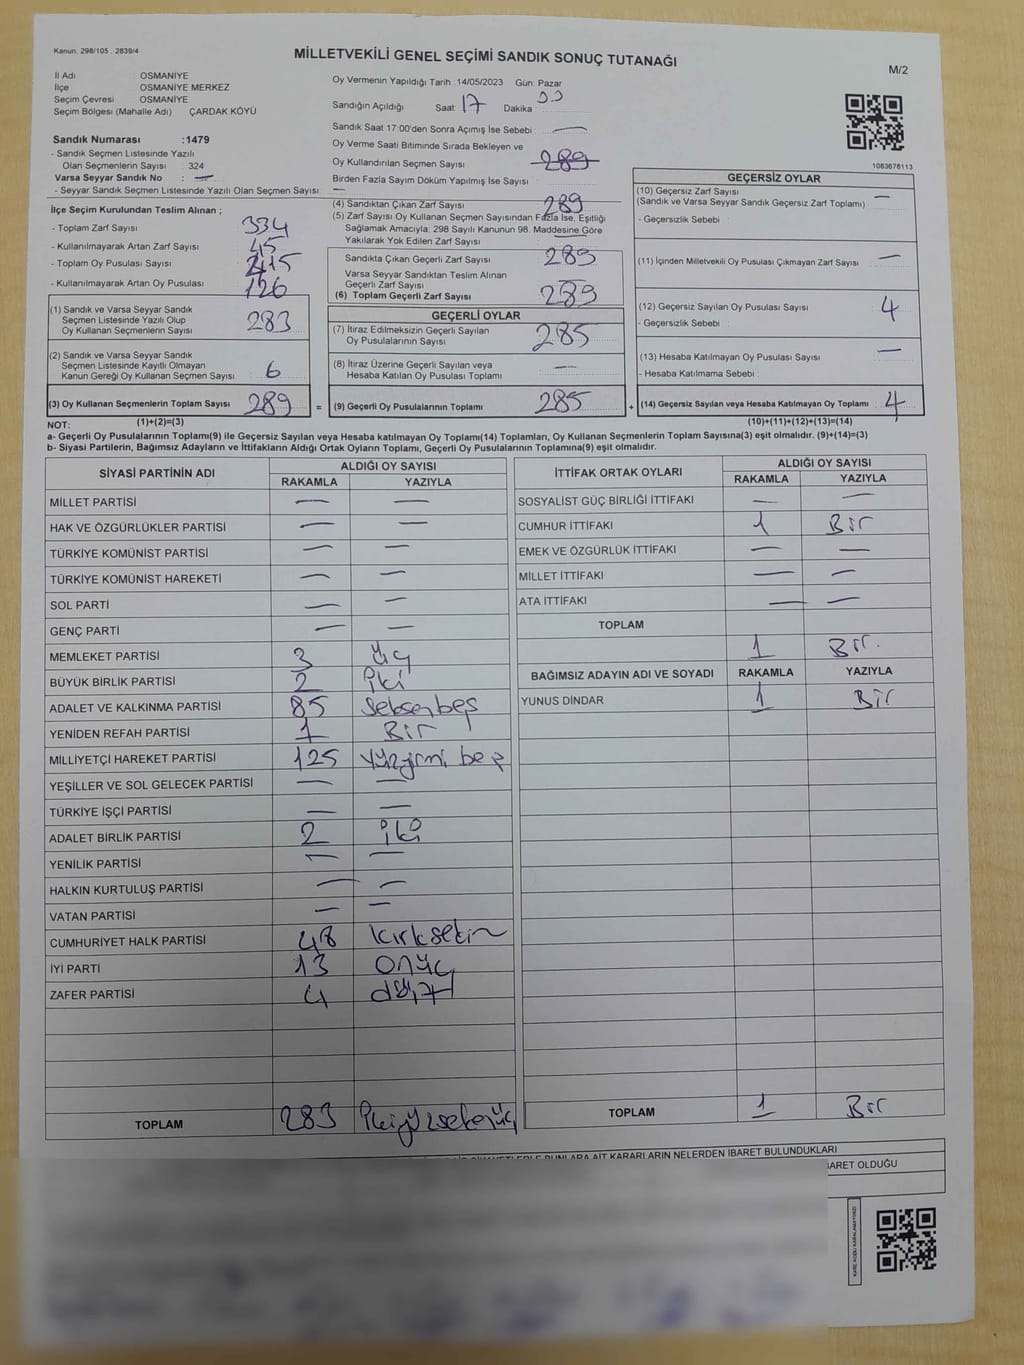 Kanun: 298/105 , 2839/4
MİLLETVEKİLİ GENEL SEÇİMİ SANDIK SONUÇ TUTANAĞI
M/2
İl Adı : OSMANİYE
İlçe : OSMANİYE MERKEZ
Seçim Çevresi : OSMANİYE
Seçim Bölgesi (Mahalle Adı) : ÇARDAK KÖYÜ
Sandık Numarası :1479
- Sandık Seçmen Listesinde Yazılı
Olan Seçmenlerin Sayısı : 324
Varsa Seyyar Sandık No : —
- Seyyar Sandık Seçmen Listesinde Yazılı Olan Seçmen Sayısı : —
İlçe Seçim Kurulundan Teslim Alınan ;
- Toplam Zarf Sayısı : 334
- Kullanılmayarak Artan Zarf Sayısı : 45
- Toplam Oy Pusulası Sayısı : 415
- Kullanılmayarak Artan Oy Pusulası : 126
(1) Sandık ve Varsa Seyyar Sandık
Seçmen Listesinde Yazılı Olup
Oy Kullanan Seçmenlerin Sayısı : 283
(2) Sandık ve Varsa Seyyar Sandık
Seçmen Listesinde Kayıtlı Olmayan
Kanun Gereği Oy Kullanan Seçmen Sayısı : 6
(3) Oy Kullanan Seçmenlerin Toplam Sayısı : 289
Oy Vermenin Yapıldığı Tarih :14/05/2023 Gün: Pazar
Sandığın Açıldığı Saat: 17 Dakika : 00
Sandık Saat 17:00'den Sonra Açımış İse Sebebi : —
Oy Verme Saati Bitiminde Sırada Bekleyen ve
Oy Kullandırılan Seçmen Sayısı : 289
Birden Fazla Sayım Döküm Yapılmış İse Sayısı :
(4) Sandıktan Çıkan Zarf Sayısı : 289
(5) Zarf Sayısı Oy Kullanan Seçmen Sayısından Fazla İse, Eşitliği
Sağlamak Amacıyla; 298 Sayılı Kanunun 98. Maddesine Göre
Yakılarak Yok Edilen Zarf Sayısı : —
Sandıkta Çıkan Geçerli Zarf Sayısı : 289
Varsa Seyyar Sandıktan Teslim Alınan
Geçerli Zarf Sayısı : —
(6) Toplam Geçerli Zarf Sayısı : 289
GEÇERLİ OYLAR
(7) İtiraz Edilmeksizin Geçerli Sayılan
Oy Pusulalarının Sayısı : 285
(8) İtiraz Üzerine Geçerli Sayılan veya
Hesaba Katılan Oy Pusulası Toplamı : —
= (9) Geçerli Oy Pusulalarının Toplamı : 285
1083678113
GEÇERSİZ OYLAR
(10) Geçersiz Zarf Sayısı : —
(Sandık ve Varsa Seyyar Sandık Geçersiz Zarf Toplamı)
- Geçersizlik Sebebi :
(11) İçinden Milletvekili Oy Pusulası Çıkmayan Zarf Sayısı : —
(12) Geçersiz Sayılan Oy Pusulası Sayısı : 4
- Geçersizlik Sebebi :
(13) Hesaba Katılmayan Oy Pusulası Sayısı : —
- Hesaba Katılmama Sebebi :
+ (14) Geçersiz Sayılan veya Hesaba Katılmayan Oy Toplamı : 4
NOT: (1)+(2)=(3) (10)+(11)+(12)+(13)=(14)
a- Geçerli Oy Pusulalarının Toplamı(9) ile Geçersiz Sayılan veya Hesaba katılmayan Oy Toplamı(14) Toplamları, Oy Kullanan Seçmenlerin Toplam Sayısına(3) eşit olmalıdır. (9)+(14)=(3)
b- Siyasi Partilerin, Bağımsız Adayların ve İttifakların Aldığı Ortak Oyların Toplamı, Geçerli Oy Pusulalarının Toplamına(9) eşit olmalıdır.
SİYASİ PARTİNİN ADI ALDIĞI OY SAYISI
RAKAMLA YAZIYLA
MİLLET PARTİSİ — —
HAK VE ÖZGÜRLÜKLER PARTİSİ — —
TÜRKİYE KOMÜNİST PARTİSİ — —
TÜRKİYE KOMÜNİST HAREKETİ — —
SOL PARTİ — —
GENÇ PARTİ — —
MEMLEKET PARTİSİ 3 üç
BÜYÜK BİRLİK PARTİSİ 2 iki
ADALET VE KALKINMA PARTİSİ 85 seksenbeş
YENİDEN REFAH PARTİSİ 1 Bir
MİLLİYETÇİ HAREKET PARTİSİ 125 yüzyirmi beş
YEŞİLLER VE SOL GELECEK PARTİSİ — —
TÜRKİYE İŞÇİ PARTİSİ — —
ADALET BİRLİK PARTİSİ 2 iki
YENİLİK PARTİSİ — —
HALKIN KURTULUŞ PARTİSİ — —
VATAN PARTİSİ — —
CUMHURİYET HALK PARTİSİ 48 kırksekiz
İYİ PARTİ 13 onüç
ZAFER PARTİSİ 4 dört
TOPLAM 283 ikiyüzseksenüç
İTTİFAK ORTAK OYLARI ALDIĞI OY SAYISI
RAKAMLA YAZIYLA
SOSYALİST GÜÇ BİRLİĞİ İTTİFAKI — —
CUMHUR İTTİFAKI 1 Bir
EMEK VE ÖZGÜRLÜK İTTİFAKI — —
MİLLET İTTİFAKI — —
ATA İTTİFAKI — —
TOPLAM 1 Bir.
BAĞIMSIZ ADAYIN ADI VE SOYADI RAKAMLA YAZIYLA
YUNUS DİNDAR 1 Bir
TOPLAM 1 Bir
BUNLARA AİT KARARLARIN NELERDEN İBARET BULUNDUKLARI
OLDUĞU